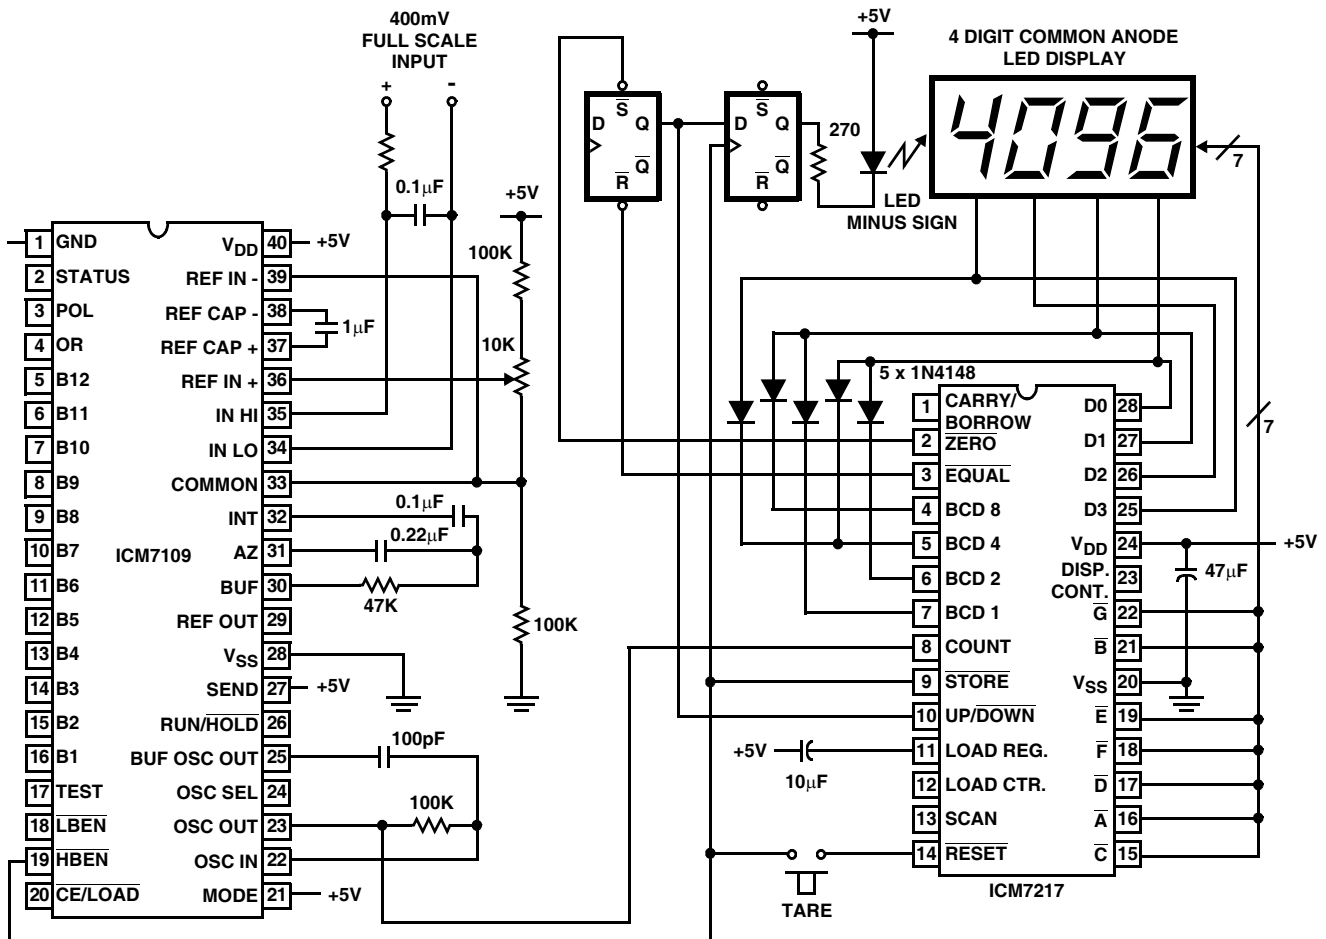 400mV
FULL SCALE
INPUT
+ -
0.1µF
+5V
100K
10K
1 GND
2 STATUS
3 POL
4 OR
5 B12
6 B11
7 B10
8 B9
9 B8
10 B7
11 B6
12 B5
13 B4
14 B3
15 B2
16 B1
17 TEST
18 LBEN
19 HBEN
20 CE/LOAD
ICM7109
VDD 40 +5V
REF IN - 39
REF CAP - 38
1µF
REF CAP + 37
REF IN + 36
IN HI 35
IN LO 34
COMMON 33
0.1µF
INT 32
0.22µF
AZ 31
BUF 30
47K
REF OUT 29
100K
VSS 28
SEND 27 +5V
RUN/HOLD 26
100pF
BUF OSC OUT 25
OSC SEL 24
100K
OSC OUT 23
OSC IN 22
MODE 21 +5V
S
D Q
Q
R
S
D Q
Q
R
270
+5V
LED
MINUS SIGN
4 DIGIT COMMON ANODE
LED DISPLAY
4096
7
7
5 x 1N4148
1 CARRY/
BORROW
2 ZERO
3 EQUAL
4 BCD 8
5 BCD 4
6 BCD 2
7 BCD 1
8 COUNT
9 STORE
10 UP/DOWN
+5V
10µF
11 LOAD REG.
12 LOAD CTR.
13 SCAN
14 RESET
TARE
D0 28
D1 27
D2 26
D3 25
VDD 24 +5V
DISP.
CONT. 23
47µF
G 22
B 21
VSS 20
E 19
F 18
D 17
A 16
C 15
ICM7217